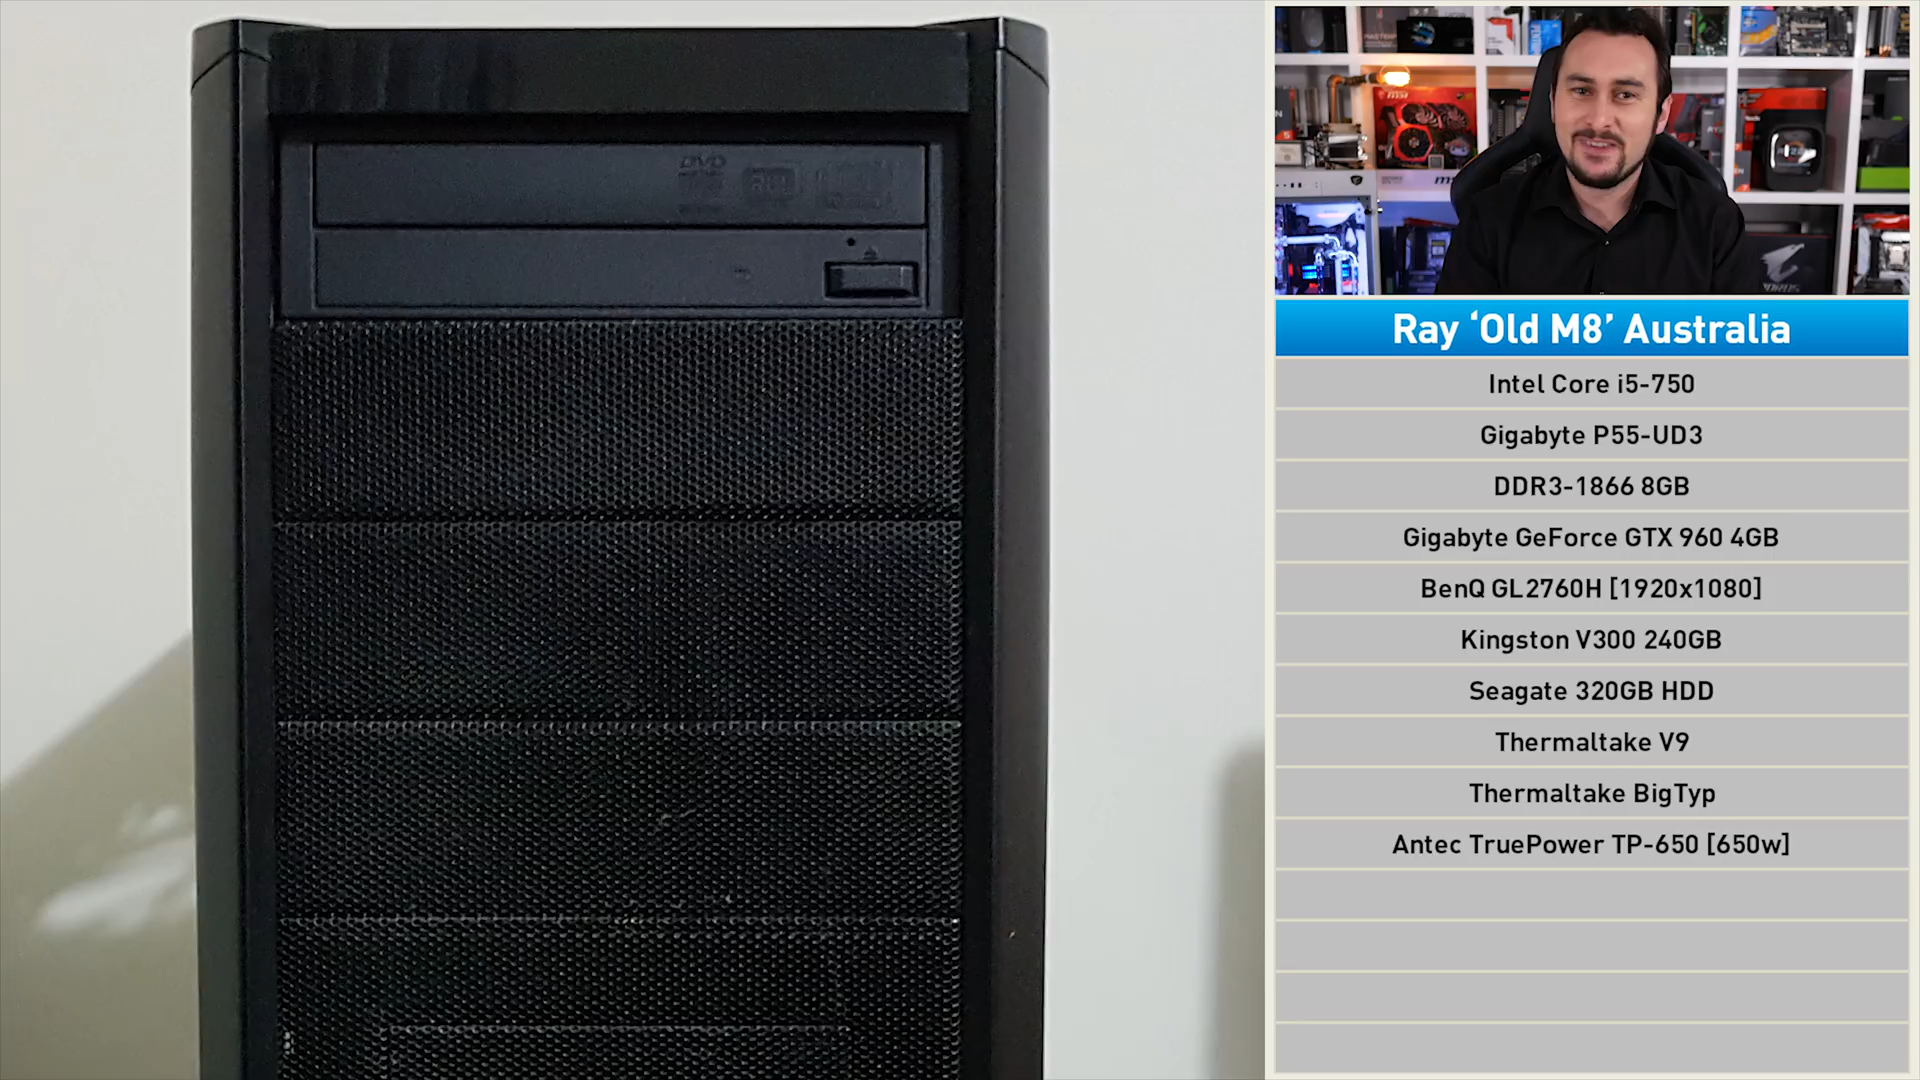 Ray ‘Old M8’ Australia
Intel Core i5-750
Gigabyte P55-UD3
DDR3-1866 8GB
Gigabyte GeForce GTX 960 4GB
BenQ GL2760H [1920x1080]
Kingston V300 240GB
Seagate 320GB HDD
Thermaltake V9
Thermaltake BigTyp
Antec TruePower TP-650 [650w]